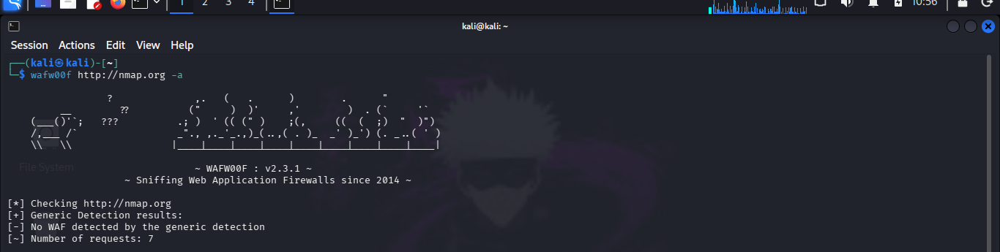 1 2 3 4 10:56
kali@kali: ~
Session Actions Edit View Help
┌──(kali㉿kali)-[~]
└─$ wafw00f http://nmap.org -a
? ,. ( . ) . "
__ ?? (" ) )' ,' ) . (` '`
(___()'`; ??? .; ) ' (( (" ) ;(, (( ( ;) " )")
/,___ /` _"., ,._'_.,)_(..,( . )_ _' )_') (. _..( ' )
\\ \\ |____|____|____|____|____|____|____|____|____|
File System
~ WAFW00F : v2.3.1 ~
~ Sniffing Web Application Firewalls since 2014 ~
[*] Checking http://nmap.org
[+] Generic Detection results:
[-] No WAF detected by the generic detection
[~] Number of requests: 7